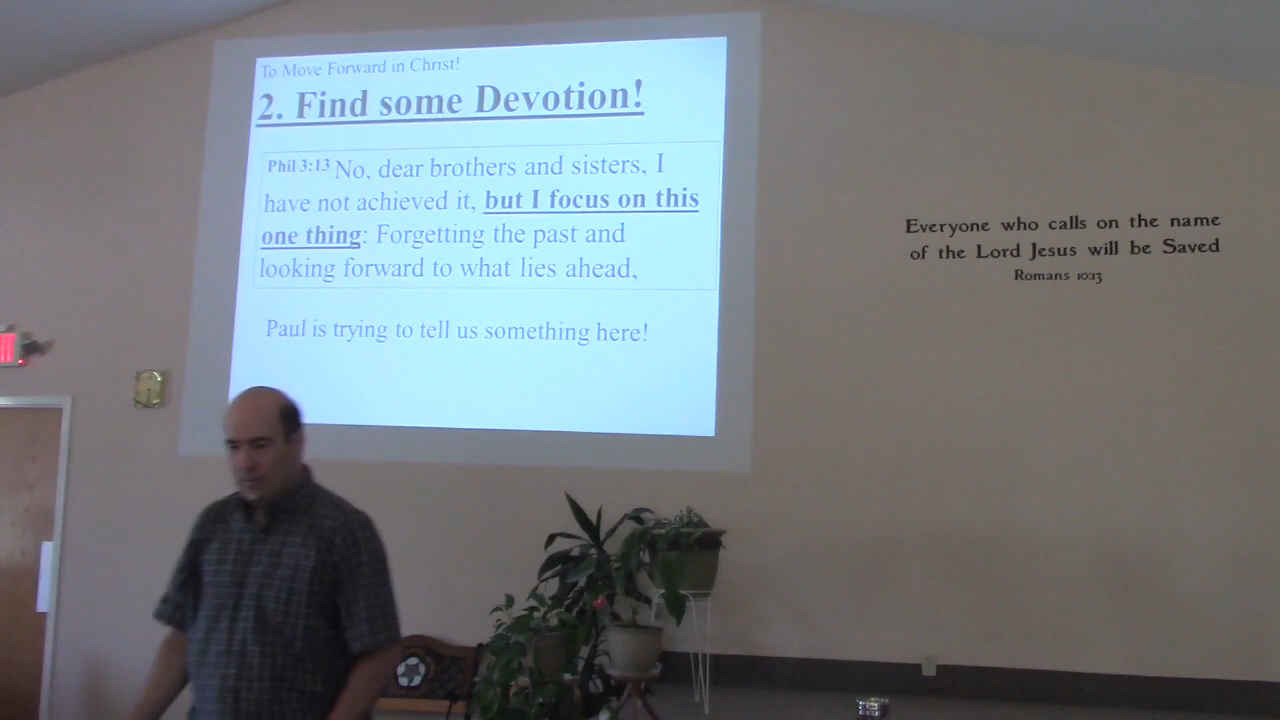 To Move Forward in Christ!
2. Find some Devotion!
Phil 3:13 No, dear brothers and sisters, I
have not achieved it, but I focus on this
one thing: Forgetting the past and
looking forward to what lies ahead,
Paul is trying to tell us something here!
Everyone who calls on the name
of the Lord Jesus will be Saved
Romans 10:13